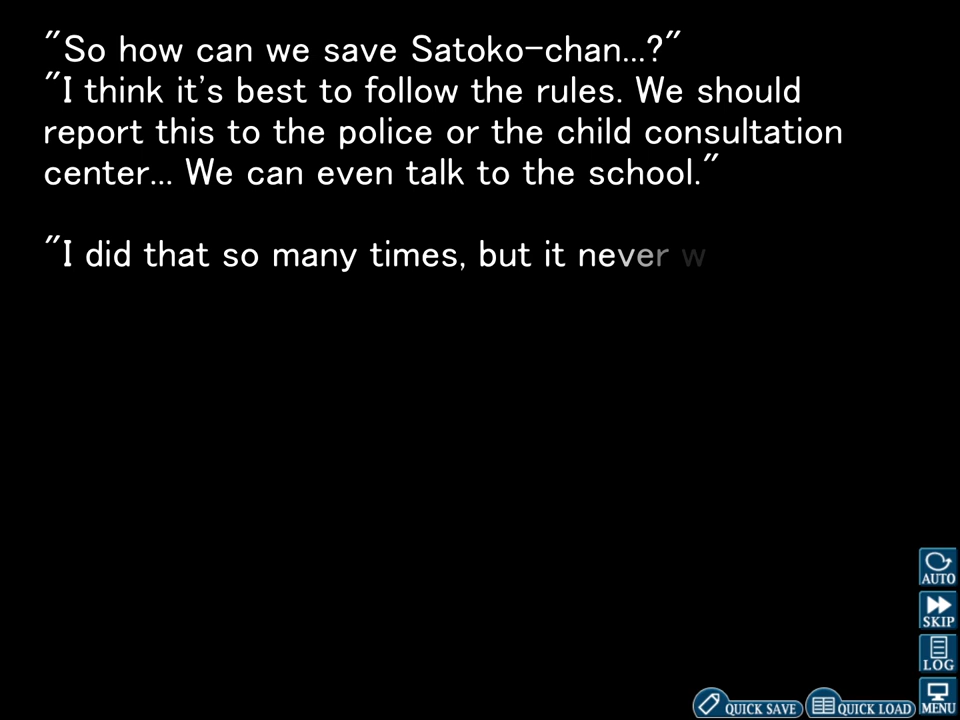 "So how can we save Satoko-chan...?"
"I think it's best to follow the rules. We should
report this to the police or the child consultation
center... We can even talk to the school."
"I did that so many times, but it never w
AUTO
SKIP
LOG
QUICK SAVE
QUICK LOAD
MENU